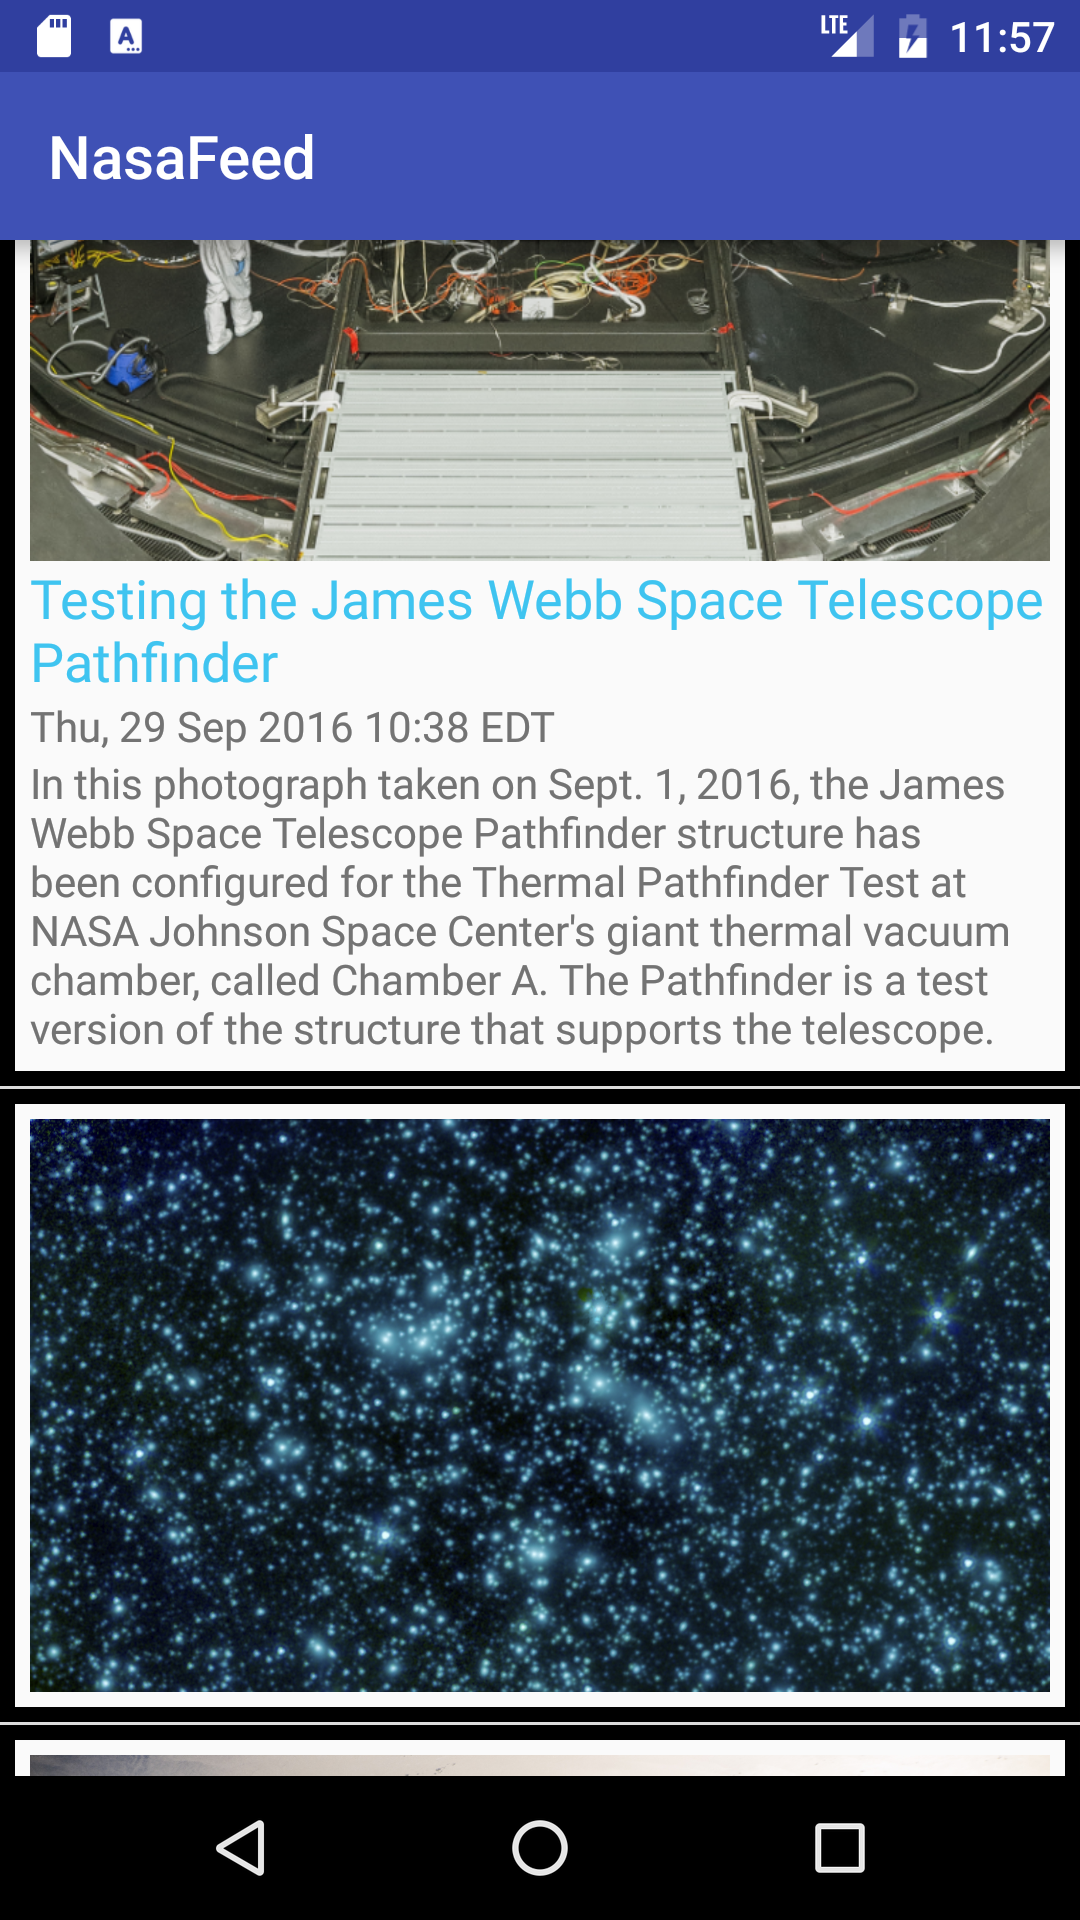 LTE 11:57
NasaFeed
Testing the James Webb Space Telescope
Pathfinder
Thu, 29 Sep 2016 10:38 EDT
In this photograph taken on Sept. 1, 2016, the James
Webb Space Telescope Pathfinder structure has
been configured for the Thermal Pathfinder Test at
NASA Johnson Space Center's giant thermal vacuum
chamber, called Chamber A. The Pathfinder is a test
version of the structure that supports the telescope.